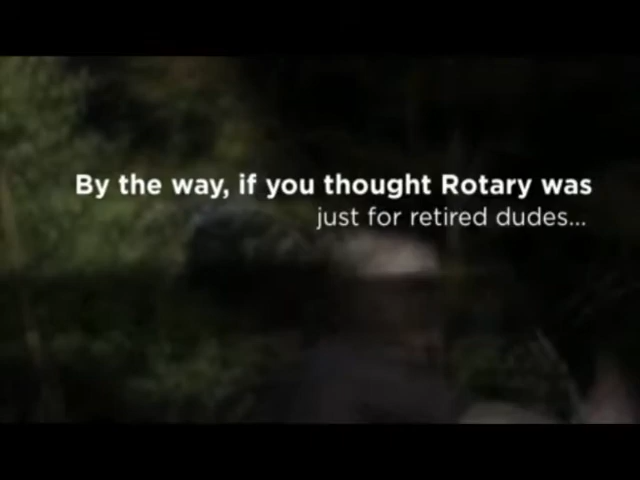 By the way, if you thought Rotary was
just for retired dudes...